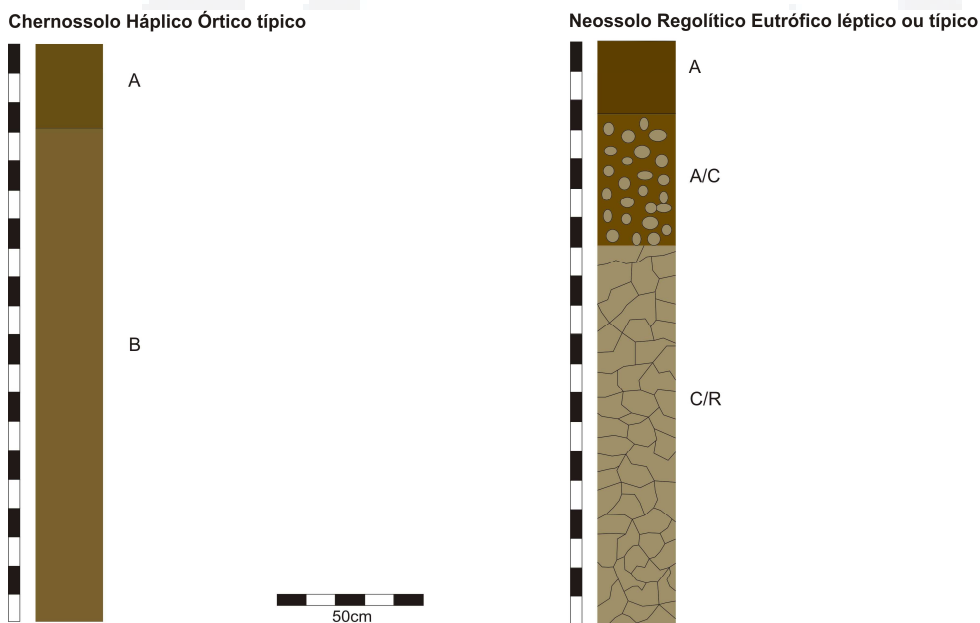 Chernossolo Háplico Órtico típico
A
B
50cm
Neossolo Regolítico Eutrófico léptico ou típico
A
A/C
C/R